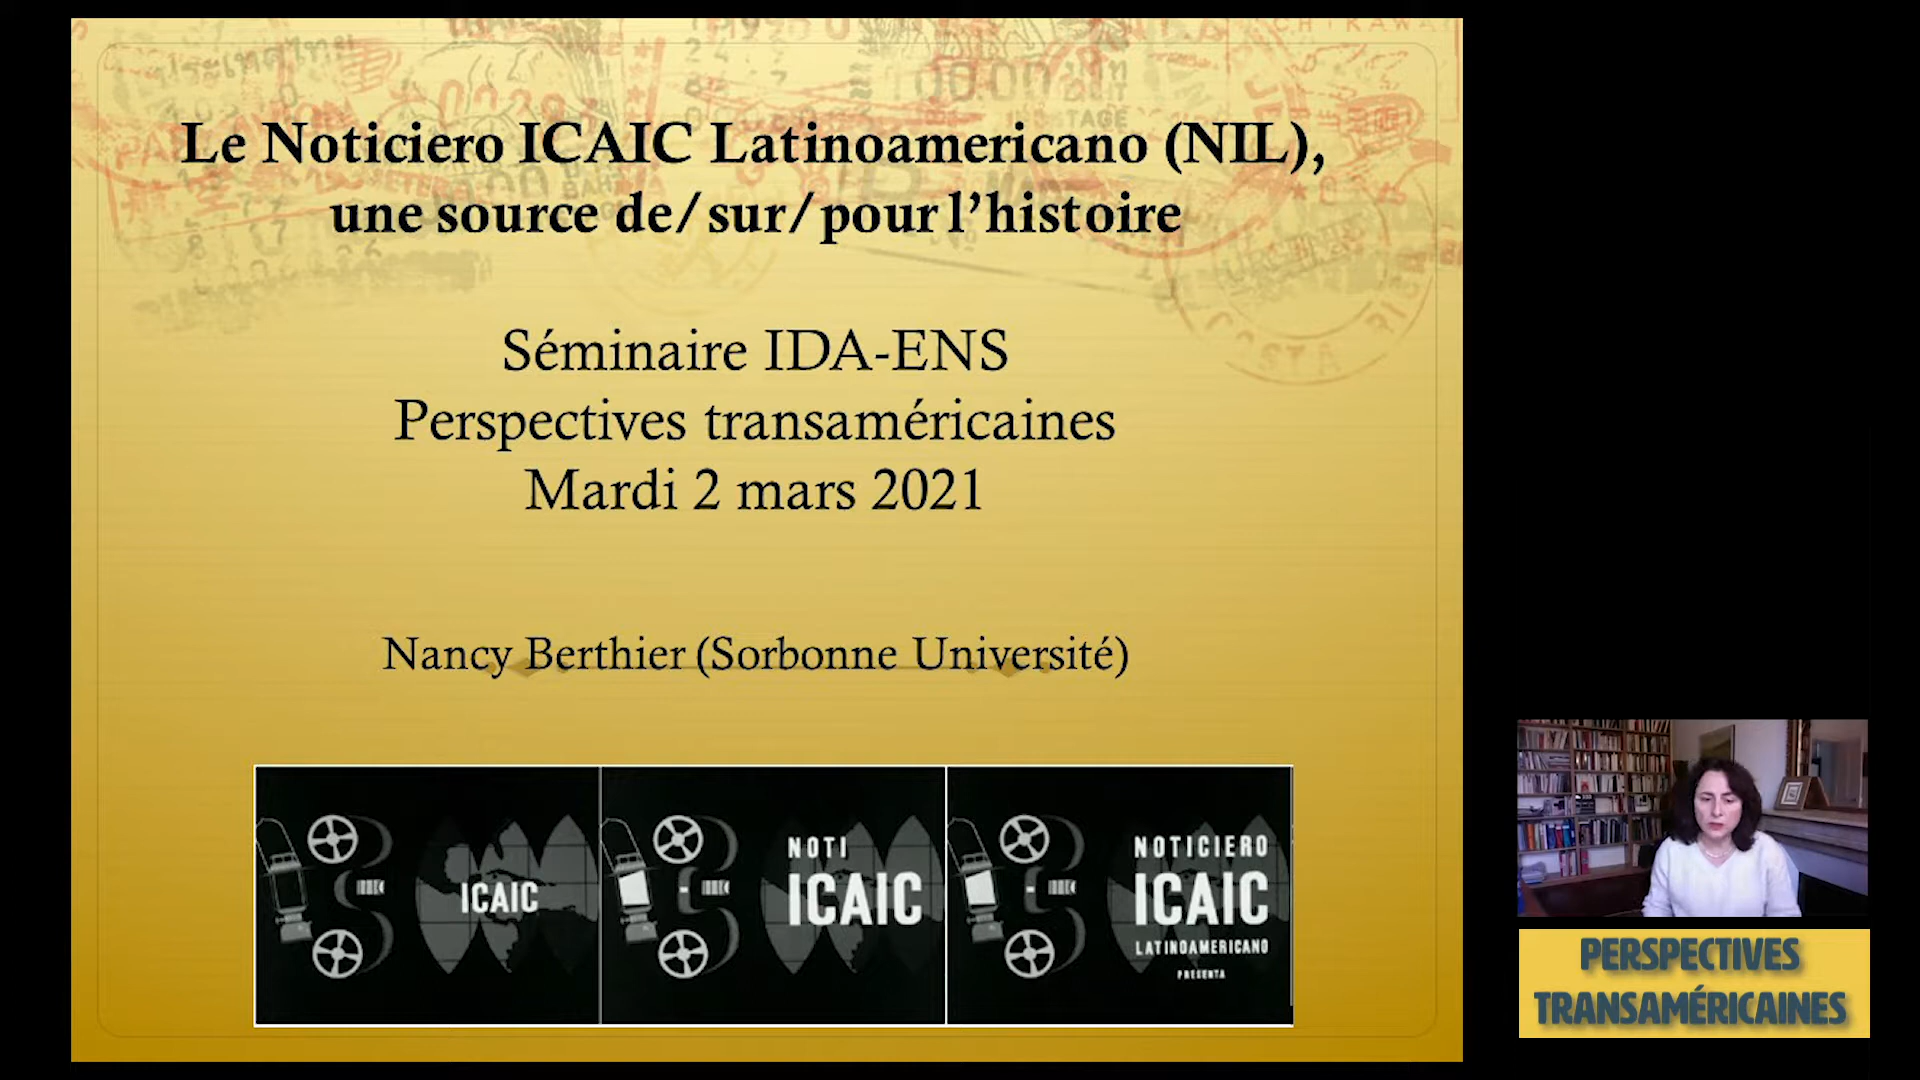 Le Noticiero ICAIC Latinoamericano (NIL),
une source de/sur/pour l’histoire
Séminaire IDA-ENS
Perspectives transaméricaines
Mardi 2 mars 2021
Nancy Berthier (Sorbonne Université)
ICAIC
NOTI
ICAIC
NOTICIERO
ICAIC
LATINOAMERICANO
PRESENTA
PERSPECTIVES
TRANSAMÉRICAINES